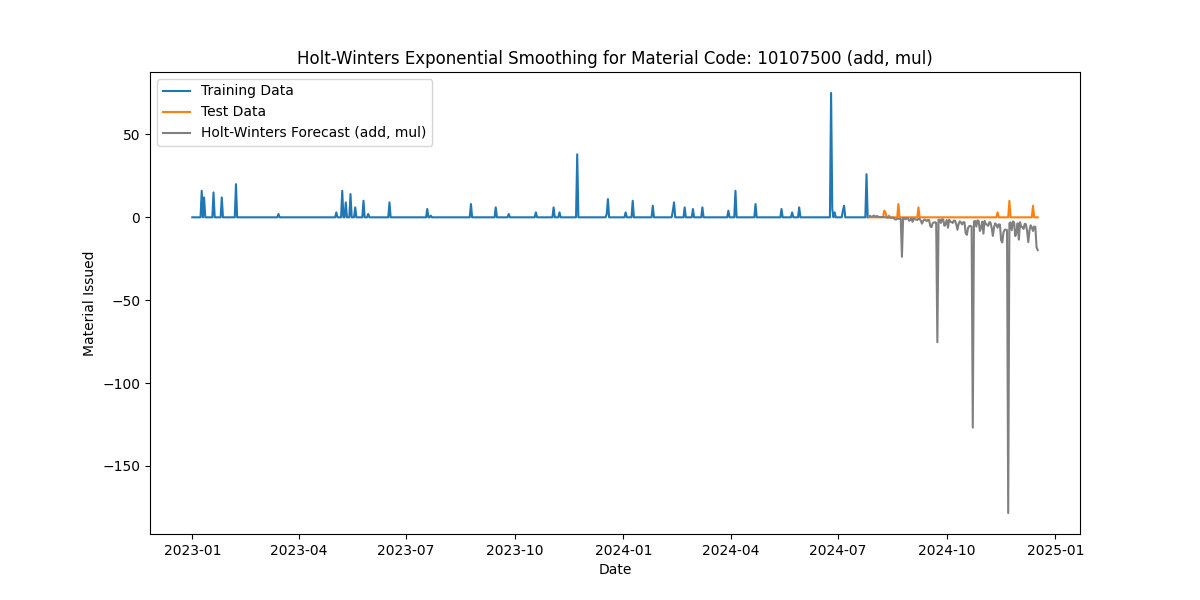 Holt-Winters Exponential Smoothing for Material Code: 10107500 (add, mul)
Training Data
Test Data
Holt-Winters Forecast (add, mul)
Material Issued
50
0
−50
−100
−150
2023-01 2023-04 2023-07 2023-10 2024-01 2024-04 2024-07 2024-10 2025-01
Date